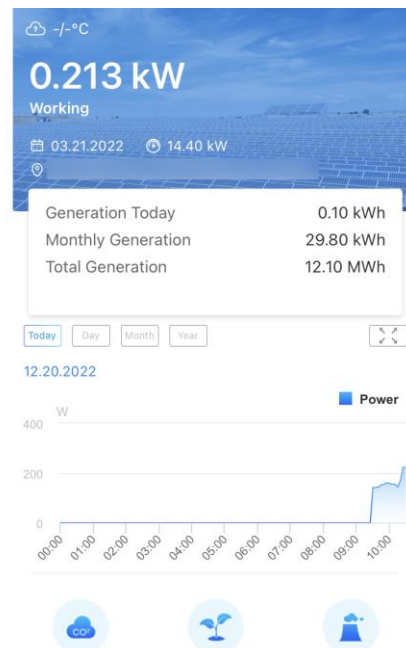 -/-°C
0.213 kW
Working
03.21.2022 14.40 kW
Generation Today 0.10 kWh
Monthly Generation 29.80 kWh
Total Generation 12.10 MWh
Today Day Month Year
12.20.2022
Power
W
400
200
0
00:00 01:00 02:00 03:00 04:00 05:00 06:00 07:00 08:00 09:00 10:00
CO²